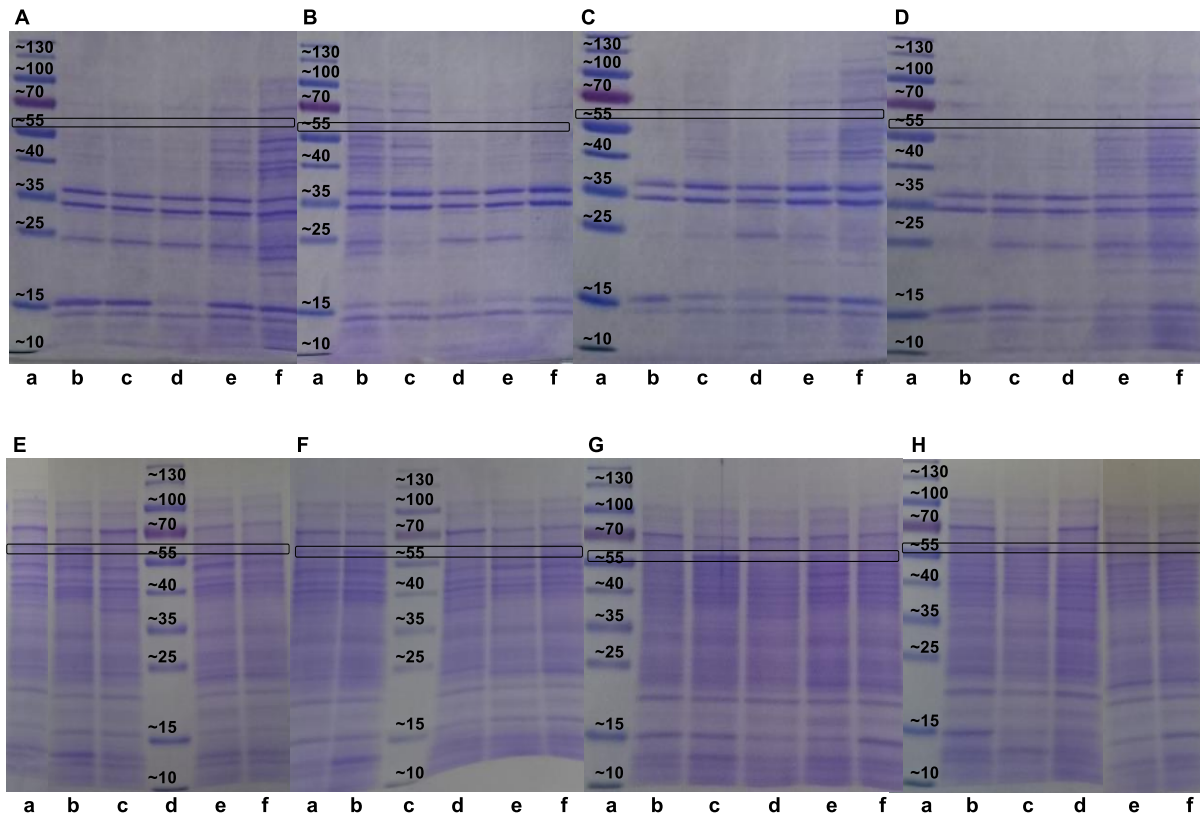 A B C D
~130 ~130 ~130 ~130
~100 ~100 ~100 ~100
~70 ~70 ~70 ~70
~55 ~55 ~55 ~55
~40 ~40 ~40 ~40
~35 ~35 ~35 ~35
~25 ~25 ~25 ~25
~15 ~15 ~15 ~15
~10 ~10 ~10 ~10
a b c d e f a b c d e f a b c d e f a b c d e f
E F G H
~130 ~130 ~130 ~130
~100 ~100 ~100 ~100
~70 ~70 ~70 ~70
~55 ~55 ~55 ~55
~40 ~40 ~40 ~40
~35 ~35 ~35 ~35
~25 ~25 ~25 ~25
~15 ~15 ~15 ~15
~10 ~10 ~10 ~10
a b c d e f a b c d e f a b c d e f a b c d e f